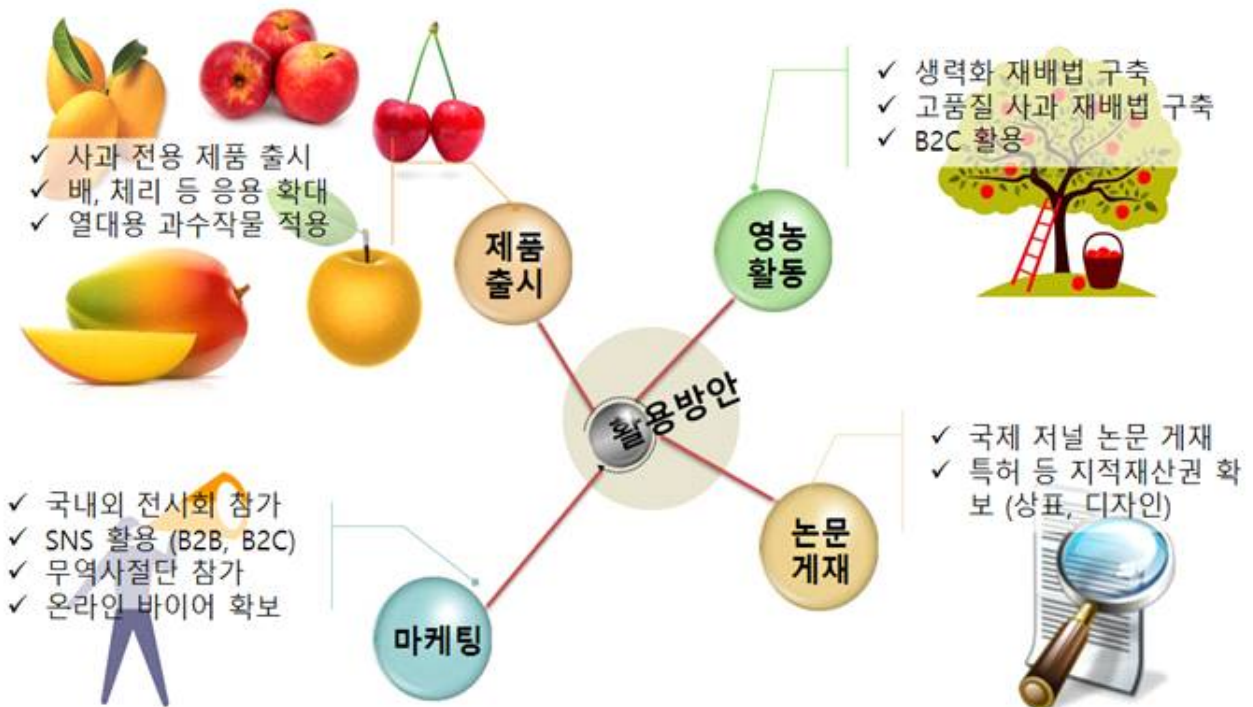 ✓ 사과 전용 제품 출시
✓ 배, 체리 등 응용 확대
✓ 열대용 과수작물 적용
제품
출시
영농
활동
✓ 생력화 재배법 구축
✓ 고품질 사과 재배법 구축
✓ B2C 활용
활용방안
✓ 국내외 전시회 참가
✓ SNS 활용 (B2B, B2C)
✓ 무역사절단 참가
✓ 온라인 바이어 확보
마케팅
논문
게재
✓ 국제 저널 논문 게재
✓ 특허 등 지적재산권 확
보 (상표, 디자인)